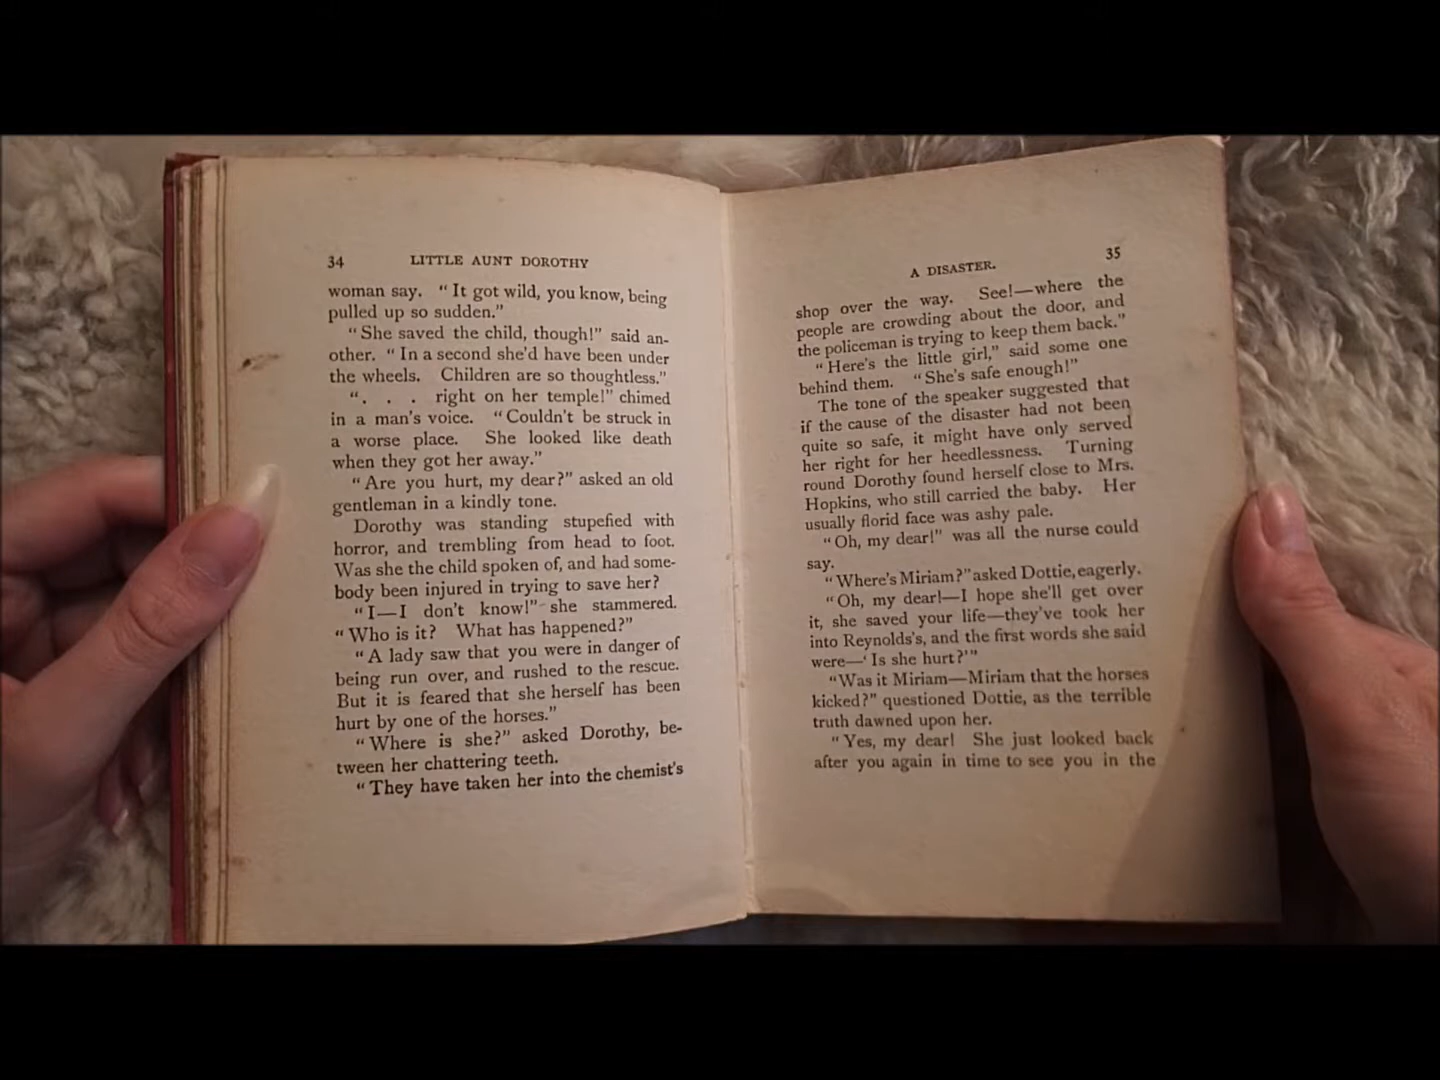 34 LITTLE AUNT DOROTHY
woman say. “It got wild, you know, being
pulled up so sudden.”
“She saved the child, though!” said an-
other. “In a second she'd have been under
the wheels. Children are so thoughtless.”
“. . . right on her temple!” chimed
in a man's voice. “Couldn't be struck in
a worse place. She looked like death
when they got her away.”
“Are you hurt, my dear?” asked an old
gentleman in a kindly tone.
Dorothy was standing stupefied with
horror, and trembling from head to foot.
Was she the child spoken of, and had some-
body been injured in trying to save her?
“I—I don't know!” she stammered.
“Who is it? What has happened?”
“A lady saw that you were in danger of
being run over, and rushed to the rescue.
But it is feared that she herself has been
hurt by one of the horses.”
“Where is she?” asked Dorothy, be-
tween her chattering teeth.
“They have taken her into the chemist's
A DISASTER. 35
shop over the way. See!—where the
people are crowding about the door, and
the policeman is trying to keep them back.”
“Here's the little girl,” said some one
behind them. “She's safe enough!”
The tone of the speaker suggested that
if the cause of the disaster had not been
quite so safe, it might have only served
her right for her heedlessness. Turning
round Dorothy found herself close to Mrs.
Hopkins, who still carried the baby. Her
usually florid face was ashy pale.
“Oh, my dear!” was all the nurse could
say.
“Where's Miriam?” asked Dottie, eagerly.
“Oh, my dear!—I hope she'll get over
it, she saved your life—they've took her
into Reynolds's, and the first words she said
were—‘Is she hurt?’”
“Was it Miriam—Miriam that the horses
kicked?” questioned Dottie, as the terrible
truth dawned upon her.
“Yes, my dear! She just looked back
after you again in time to see you in the